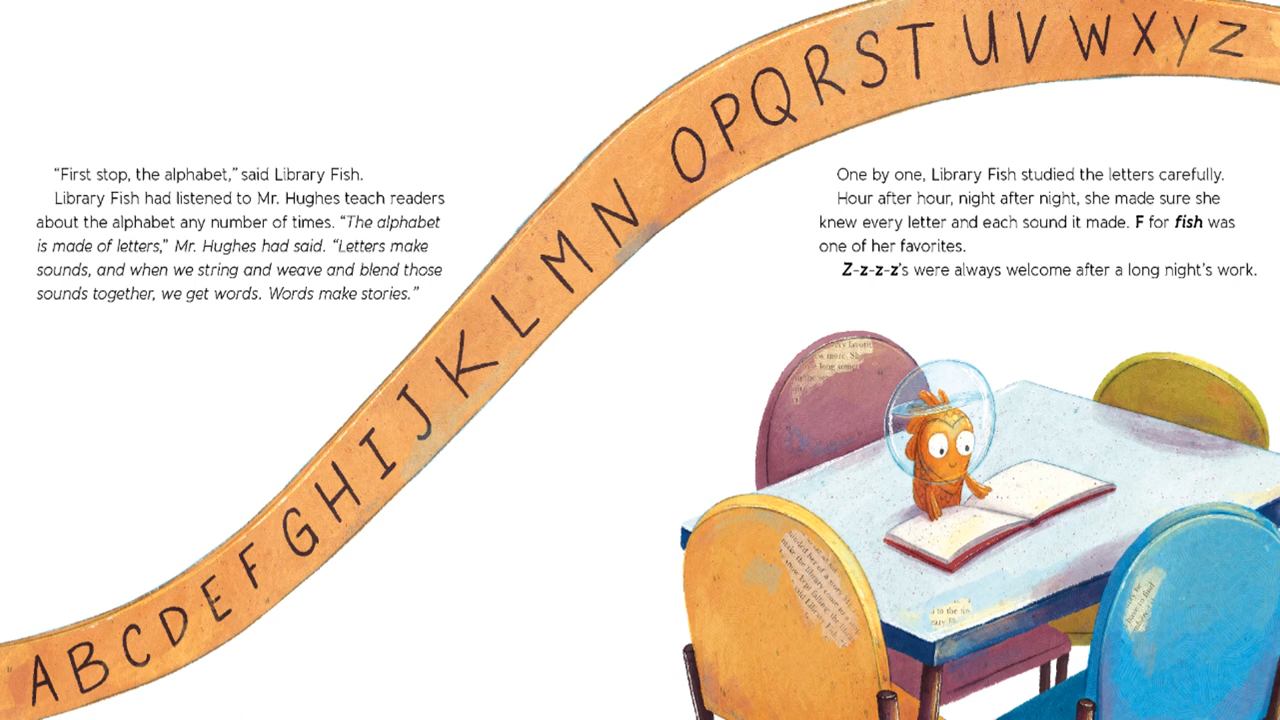 A B C D E F G H I J K L M N O P Q R S T U V W X Y Z
“First stop, the alphabet,” said Library Fish.
Library Fish had listened to Mr. Hughes teach readers
about the alphabet any number of times. “The alphabet
is made of letters,” Mr. Hughes had said. “Letters make
sounds, and when we string and weave and blend those
sounds together, we get words. Words make stories.”
One by one, Library Fish studied the letters carefully.
Hour after hour, night after night, she made sure she
knew every letter and each sound it made. F for fish was
one of her favorites.
Z-z-z-z’s were always welcome after a long night’s work.